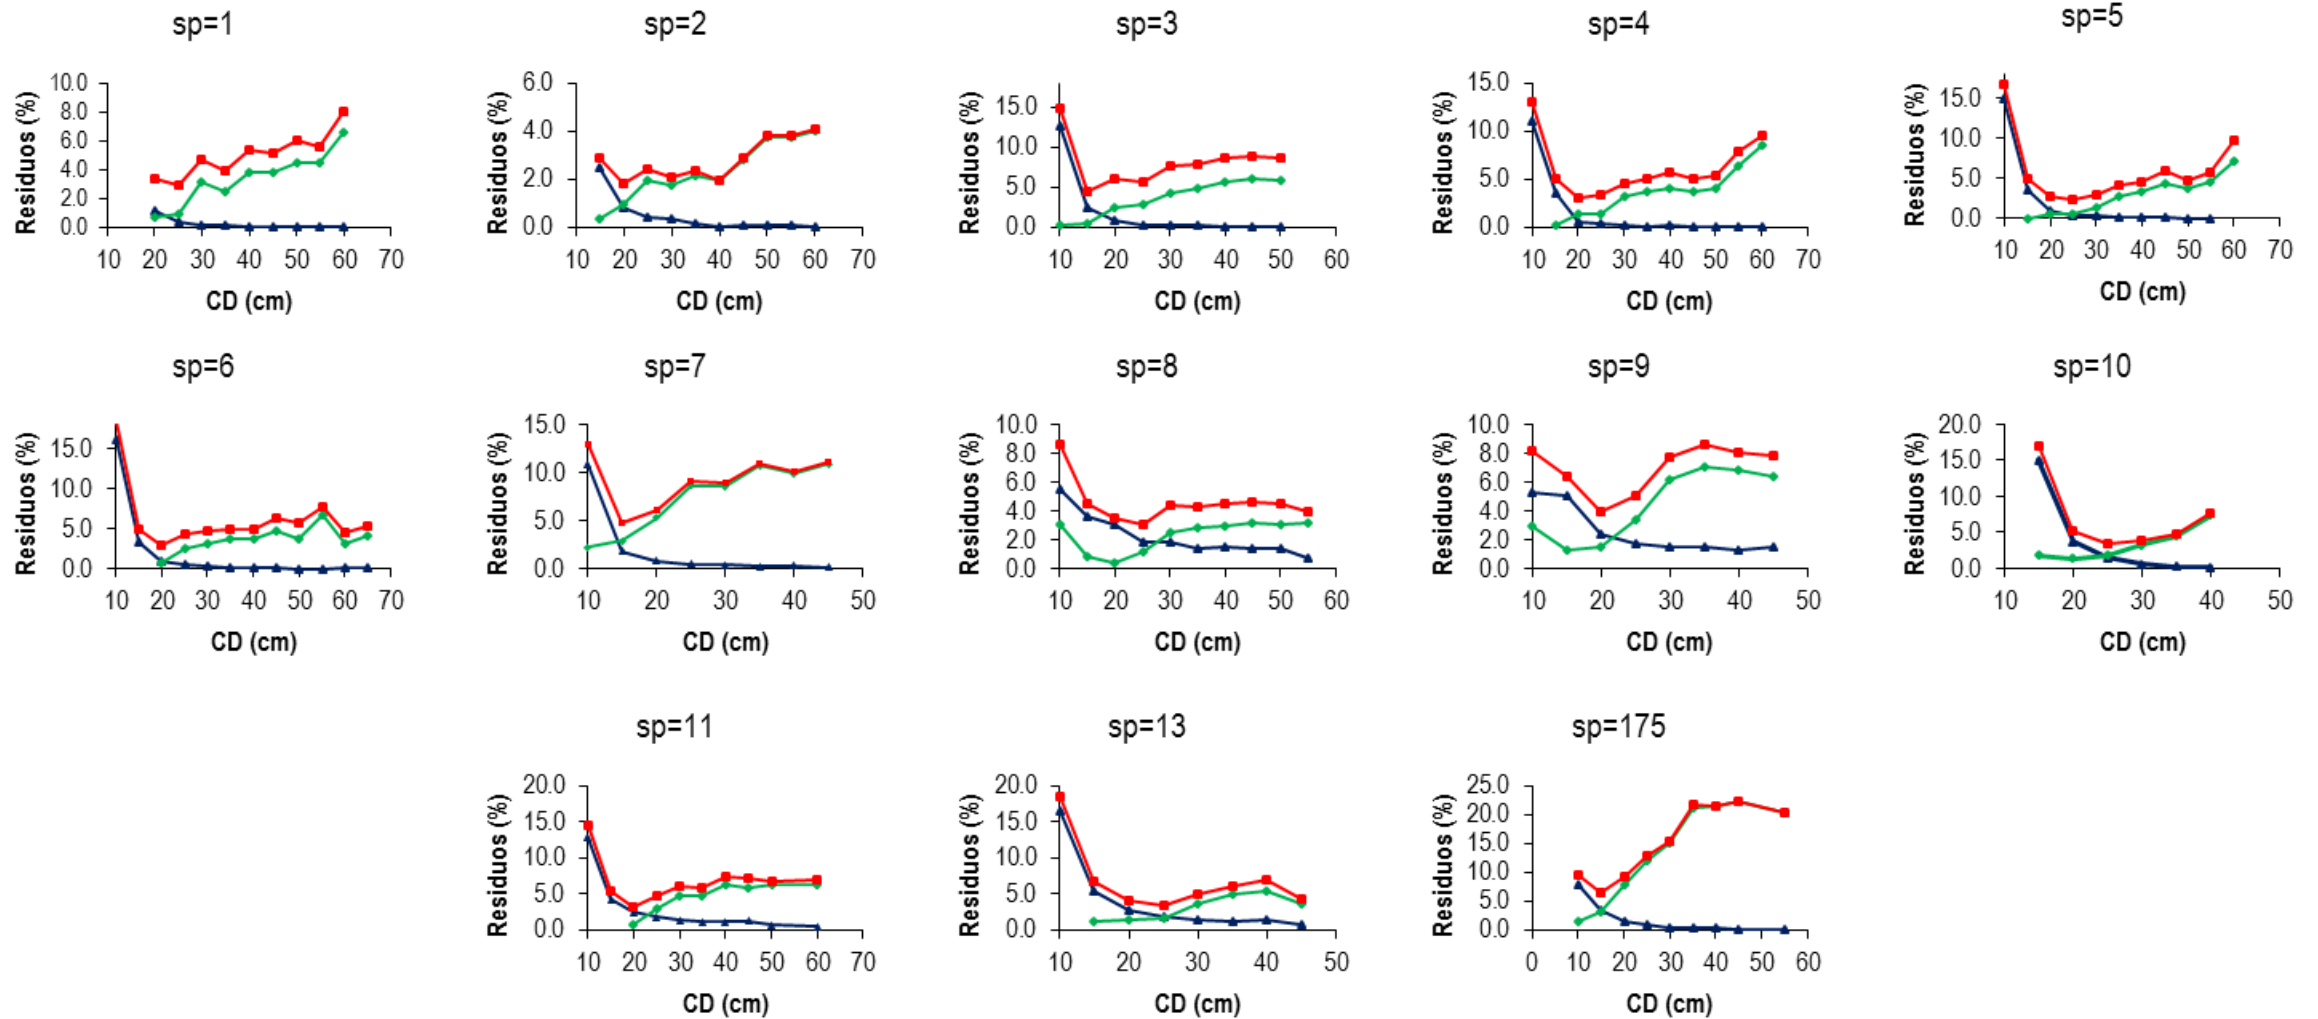 sp=1
10.0
8.0
6.0
4.0
2.0
0.0
Residuos (%)
10 20 30 40 50 60 70
CD (cm)
sp=2
6.0
4.0
2.0
0.0
Residuos (%)
10 20 30 40 50 60 70
CD (cm)
sp=3
15.0
10.0
5.0
0.0
Residuos (%)
10 20 30 40 50 60
CD (cm)
sp=4
15.0
10.0
5.0
0.0
Residuos (%)
10 20 30 40 50 60 70
CD (cm)
sp=5
15.0
10.0
5.0
0.0
Residuos (%)
10 20 30 40 50 60 70
CD (cm)
sp=6
15.0
10.0
5.0
0.0
Residuos (%)
10 20 30 40 50 60 70
CD (cm)
sp=7
15.0
10.0
5.0
0.0
Residuos (%)
10 20 30 40 50
CD (cm)
sp=8
10.0
8.0
6.0
4.0
2.0
0.0
Residuos (%)
10 20 30 40 50 60
CD (cm)
sp=9
10.0
8.0
6.0
4.0
2.0
0.0
Residuos (%)
10 20 30 40 50
CD (cm)
sp=10
20.0
15.0
10.0
5.0
0.0
Residuos (%)
10 20 30 40 50
CD (cm)
sp=11
20.0
15.0
10.0
5.0
0.0
Residuos (%)
10 20 30 40 50 60 70
CD (cm)
sp=13
20.0
15.0
10.0
5.0
0.0
Residuos (%)
10 20 30 40 50
CD (cm)
sp=175
25.0
20.0
15.0
10.0
5.0
0.0
Residuos (%)
0 10 20 30 40 50 60
CD (cm)